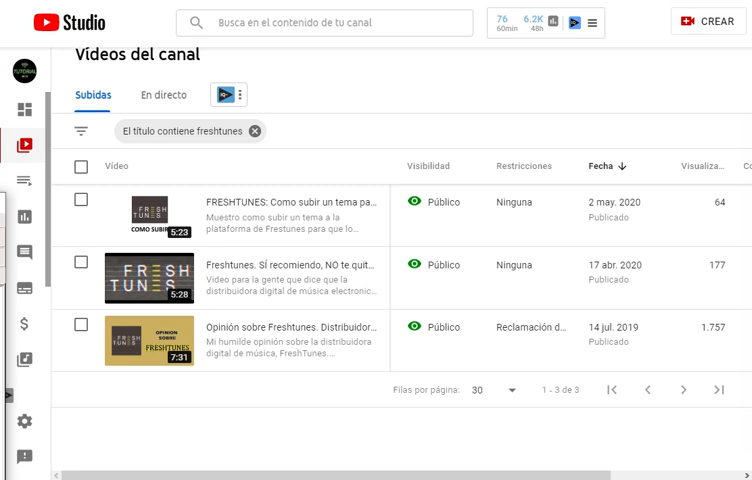 Studio
Busca en el contenido de tu canal
76
60min
6.2K
48h
CREAR
Vídeos del canal
TUTORIAL
Subidas
En directo
IQ
El título contiene freshtunes
Vídeo
Visibilidad
Restricciones
Fecha
Visualiza...
Co
FRESH
TUNES
COMO SUBIR
5:23
FRESHTUNES: Como subir un tema pa...
Muestro como subir un tema a la
plataforma de Frestunes para que lo...
Público
Ninguna
2 may. 2020
Publicado
64
FRESH
TUNES
5:28
Freshtunes. SÍ recomiendo, NO te quit...
Video para la gente que dice que la
distribuidora digital de música electronic...
Público
Ninguna
17 abr. 2020
Publicado
177
FRESH
TUNES
OPINION
SOBRE
FRESHTUNES
7:31
Opinión sobre Freshtunes. Distribuidor...
Mi humilde opinión sobre la distribuidora
digital de música, FreshTunes....
Público
Reclamación d...
14 jul. 2019
Publicado
1.757
Filas por página:
30
1 - 3 de 3